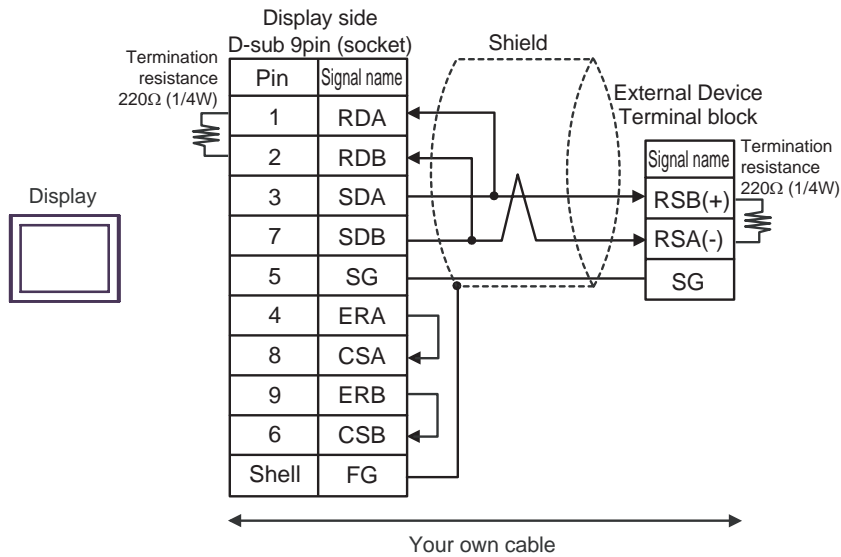 Display side
D-sub 9pin (socket)
Shield
Termination
resistance
220Ω (1/4W)
External Device
Terminal block
Pin Signal name
1 RDA
2 RDB
3 SDA
7 SDB
5 SG
4 ERA
8 CSA
9 ERB
6 CSB
Shell FG
Signal name
RSB(+)
RSA(-)
SG
Termination
resistance
220Ω (1/4W)
Display
Your own cable